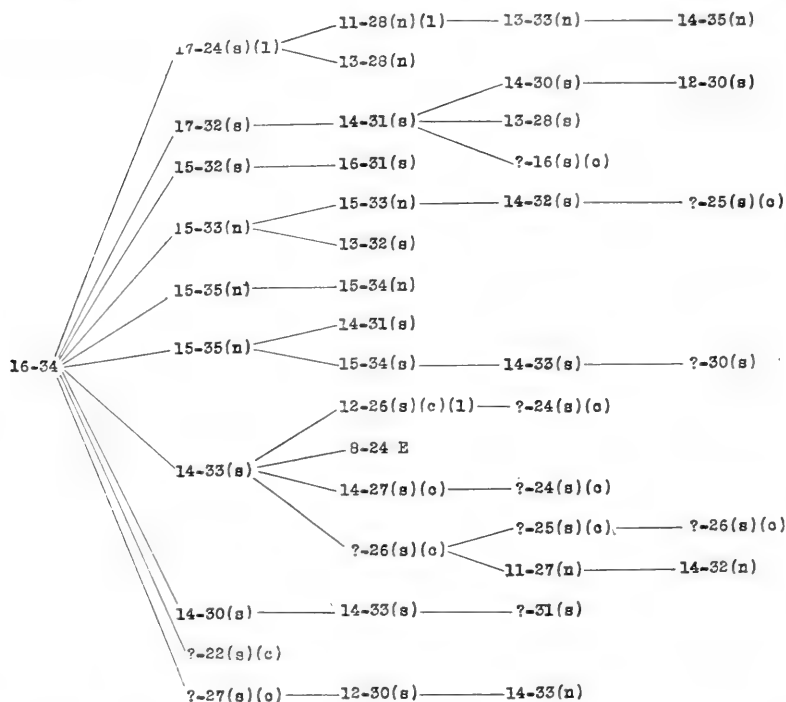 11-28(n)(l) 13-33(n) 14-35(n)
17-24(s)(l)
13-28(n)
14-30(s) 12-30(s)
17-32(s) 14-31(s) 13-28(s)
?-16(s)(c)
15-32(s) 16-31(s)
15-33(n) 14-32(s) ?-25(s)(c)
15-33(n)
13-32(s)
15-35(n) 15-34(n)
14-31(s)
15-35(n)
16-34 15-34(s) 14-33(s) ?-30(s)
12-26(s)(c)(l) ?-24(s)(c)
8-24 E
14-33(s)
14-27(s)(c) ?-24(s)(c)
?-25(s)(c) ?-26(s)(c)
?-26(s)(c)
11-27(n) 14-32(n)
14-30(s) 14-33(s) ?-31(s)
?-22(s)(c)
?-27(s)(c) 12-30(s) 14-33(n)